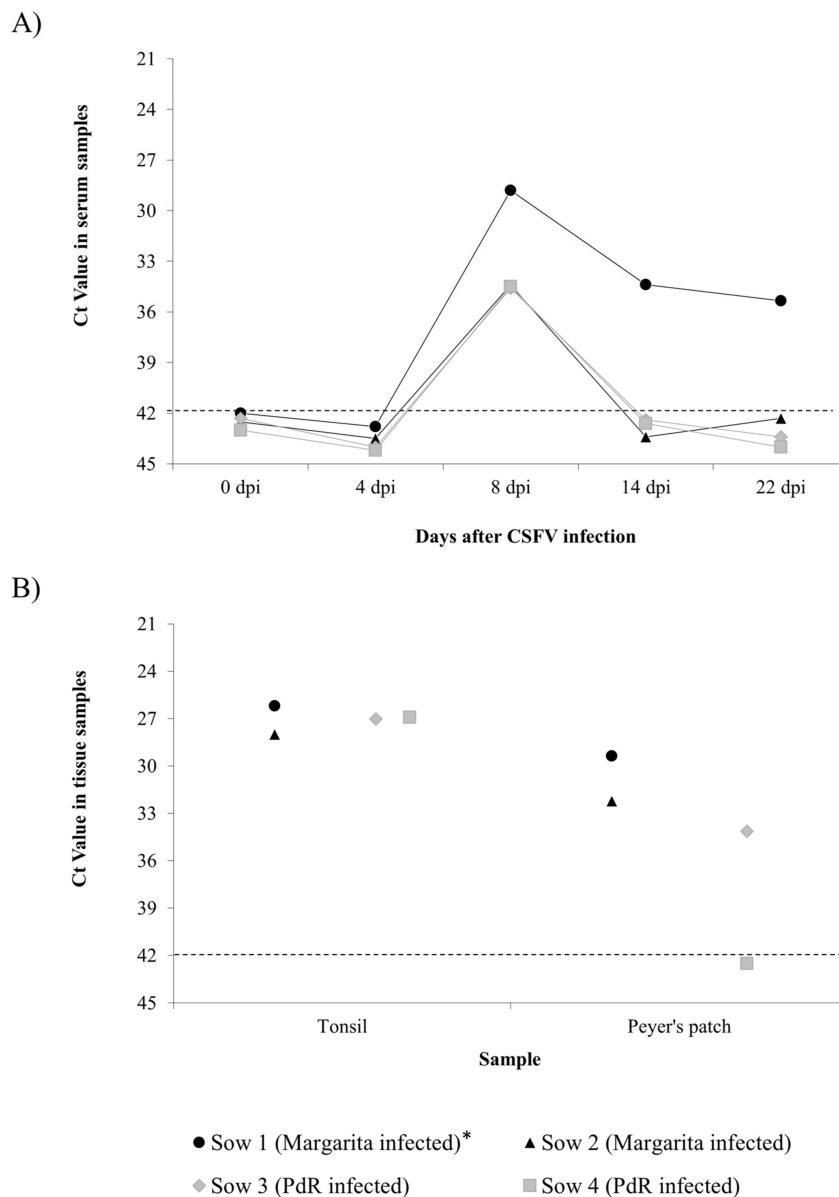 A)
Ct Value in serum samples
21
24
27
30
33
36
39
42
45
0 dpi 4 dpi 8 dpi 14 dpi 22 dpi
Days after CSFV infection
B)
Ct Value in tissue samples
21
24
27
30
33
36
39
42
45
Tonsil Peyer's patch
Sample
Sow 1 (Margarita infected)* Sow 2 (Margarita infected)
Sow 3 (PdR infected) Sow 4 (PdR infected)